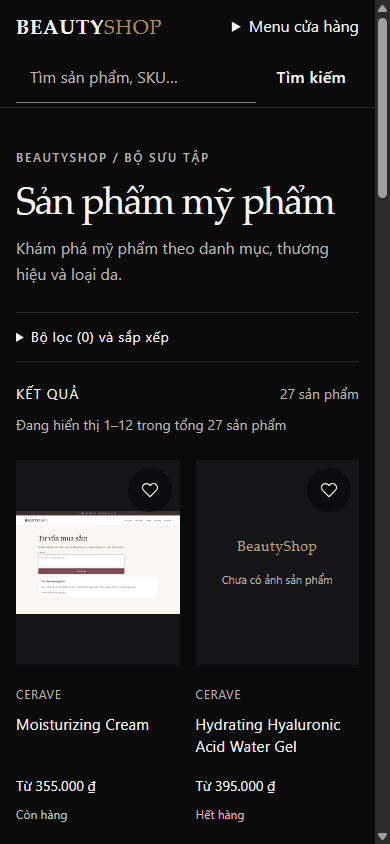 BEAUTYSHOP
▶ Menu cửa hàng
Tìm sản phẩm, SKU...
Tìm kiếm
BEAUTYSHOP / BỘ SƯU TẬP
Sản phẩm mỹ phẩm
Khám phá mỹ phẩm theo danh mục, thương
hiệu và loại da.
▶ Bộ lọc (0) và sắp xếp
KẾT QUẢ
27 sản phẩm
Đang hiển thị 1–12 trong tổng 27 sản phẩm
Tư vấn mua sắm
BeautyShop
Chưa có ảnh sản phẩm
CERAVE
Moisturizing Cream
Từ 355.000 ₫
Còn hàng
CERAVE
Hydrating Hyaluronic
Acid Water Gel
Từ 395.000 ₫
Hết hàng